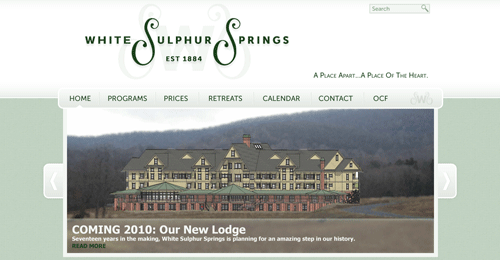 Search
WHITE SULPHUR SPRINGS
EST 1884
A PLACE APART...A PLACE OF THE HEART.
HOME PROGRAMS PRICES RETREATS CALENDAR CONTACT OCF
COMING 2010: Our New Lodge
Seventeen years in the making, White Sulphur Springs is planning for an amazing step in our history.
READ MORE